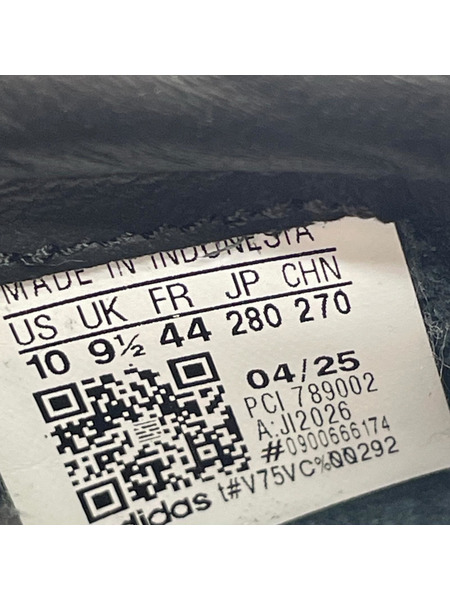 MADE IN INDONESIA
US UK FR JP CHN
10 9½ 44 280 270
04/25
PCI 789002
A:JI2026
#0900666174
t#V75VC%00292
adidas